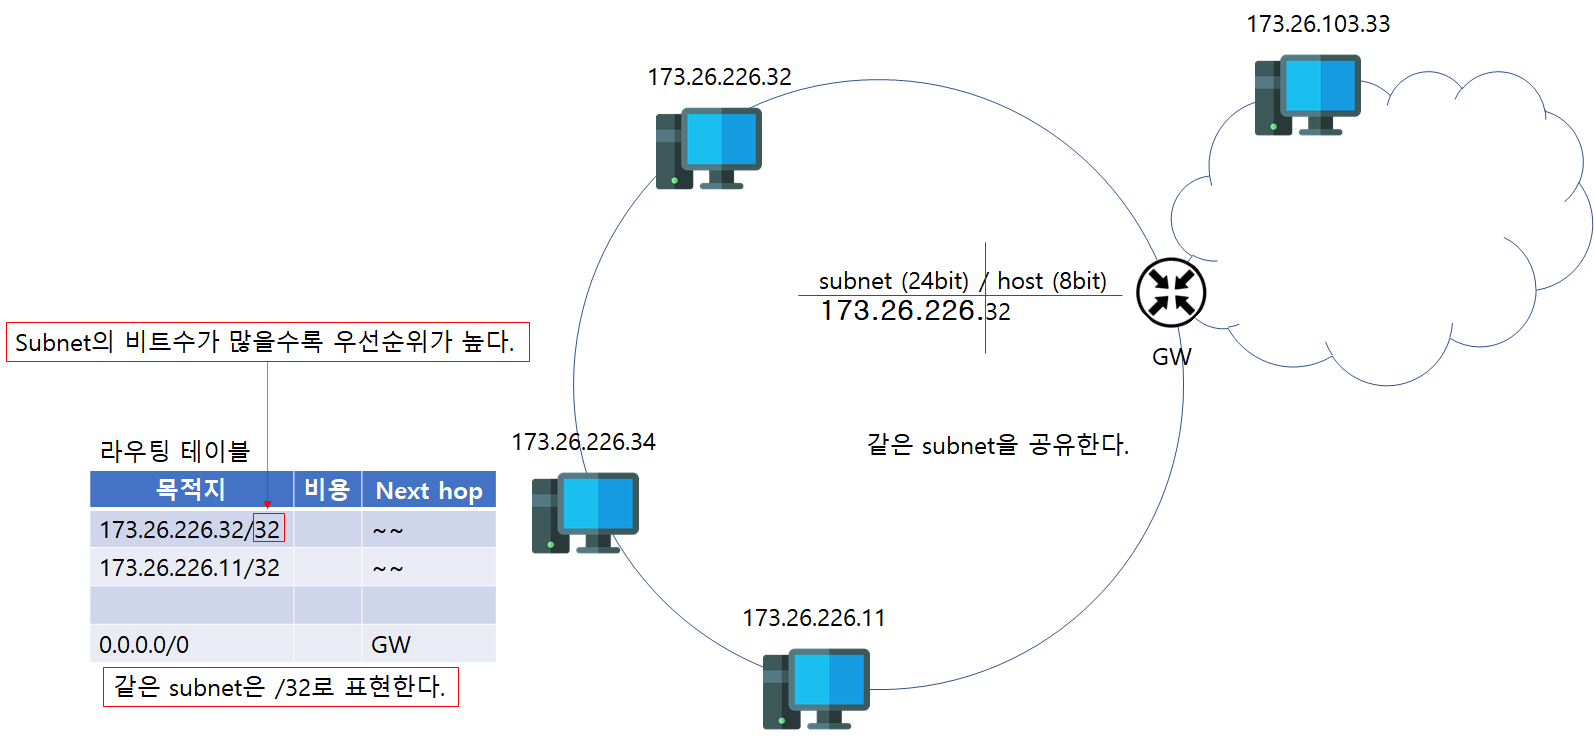 173.26.103.33
173.26.226.32
subnet (24bit) / host (8bit)
173.26.226.32
GW
Subnet의 비트수가 많을수록 우선순위가 높다.
같은 subnet을 공유한다.
173.26.226.34
라우팅 테이블
목적지 비용 Next hop
173.26.226.32/32 ~~
173.26.226.11/32 ~~
0.0.0.0/0 GW
같은 subnet은 /32로 표현한다.
173.26.226.11